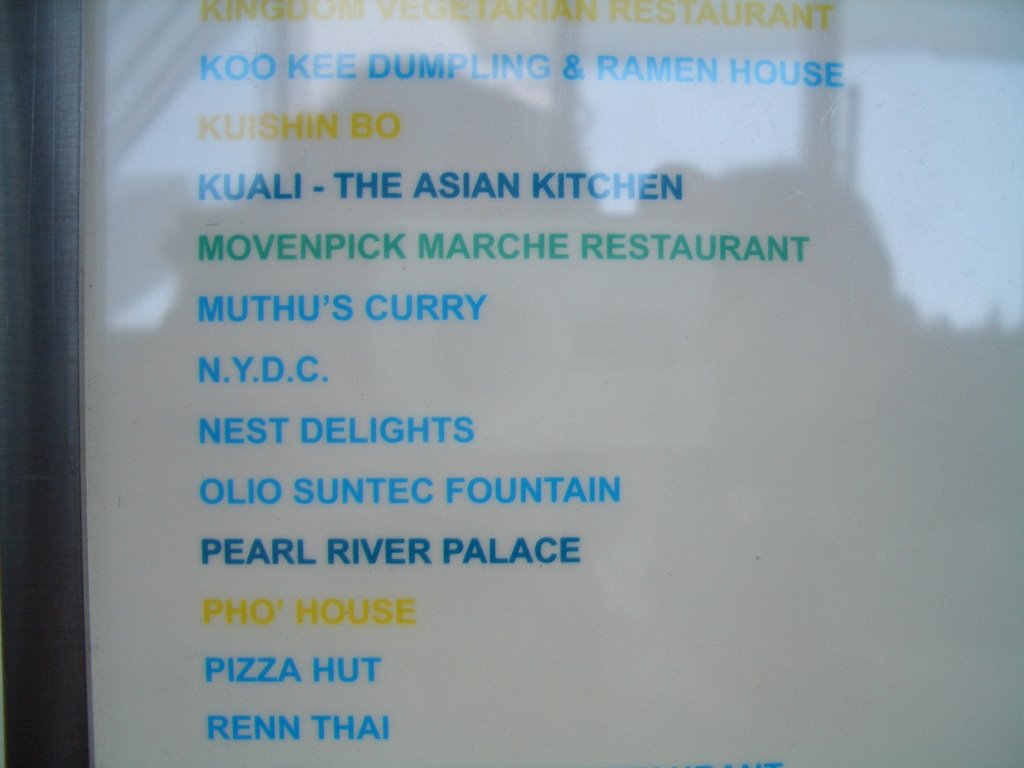 KINGDOM VEGETARIAN RESTAURANT
KOO KEE DUMPLING & RAMEN HOUSE
KUISHIN BO
KUALI - THE ASIAN KITCHEN
MOVENPICK MARCHE RESTAURANT
MUTHU'S CURRY
N.Y.D.C.
NEST DELIGHTS
OLIO SUNTEC FOUNTAIN
PEARL RIVER PALACE
PHO' HOUSE
PIZZA HUT
RENN THAI